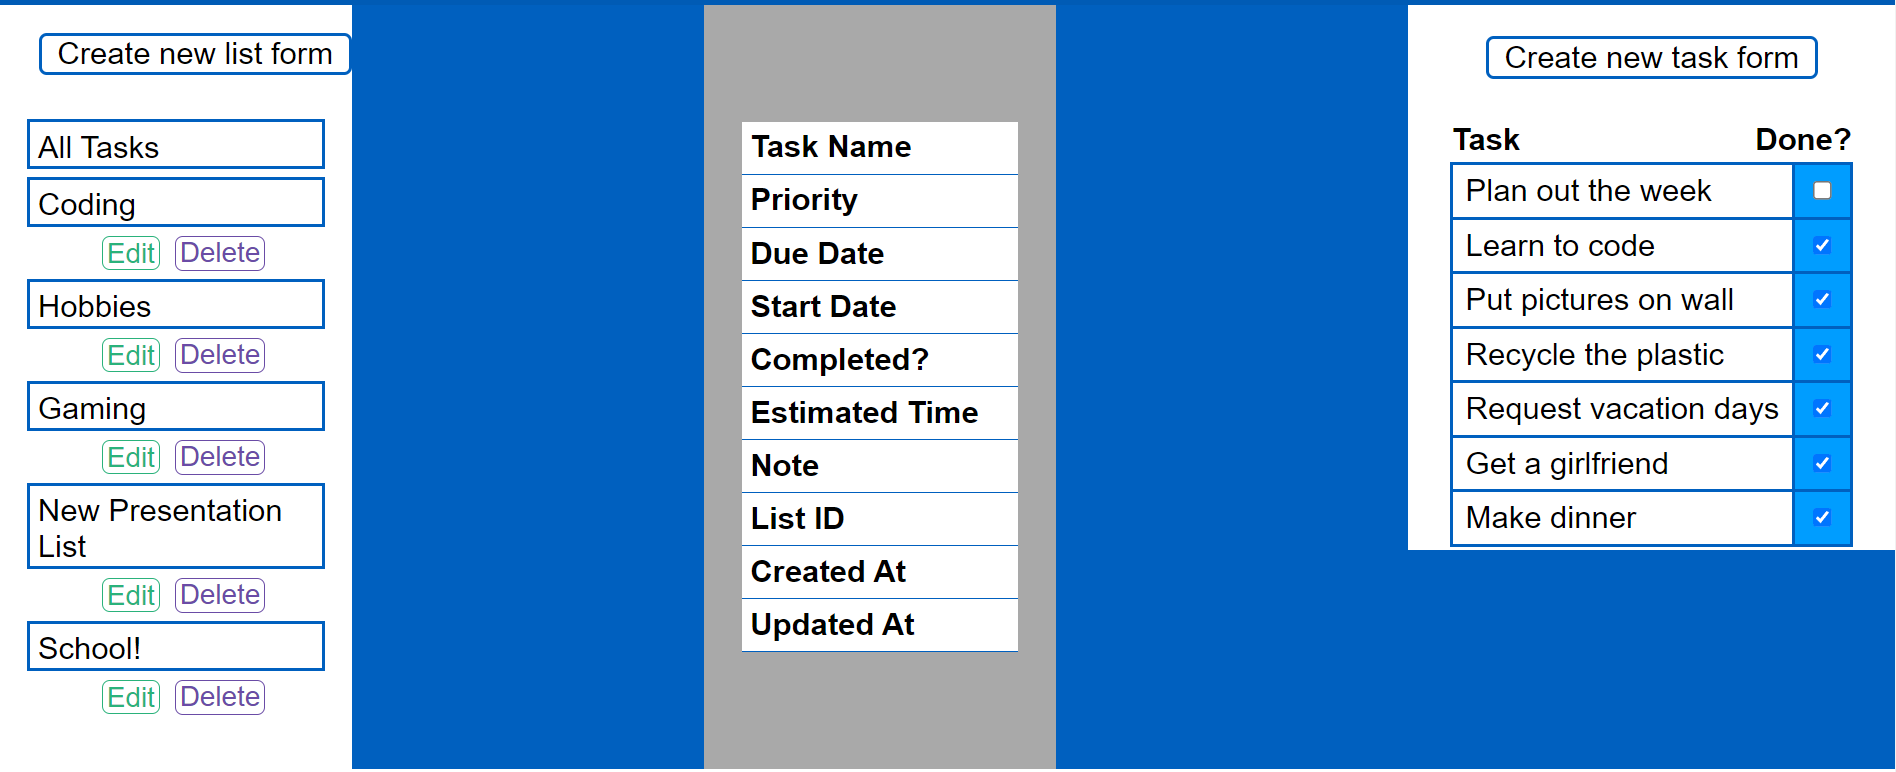 Create new list form
All Tasks
Coding
Edit Delete
Hobbies
Edit Delete
Gaming
Edit Delete
New Presentation
List
Edit Delete
School!
Edit Delete
Task Name
Priority
Due Date
Start Date
Completed?
Estimated Time
Note
List ID
Created At
Updated At
Create new task form
Task Done?
Plan out the week
Learn to code
Put pictures on wall
Recycle the plastic
Request vacation days
Get a girlfriend
Make dinner